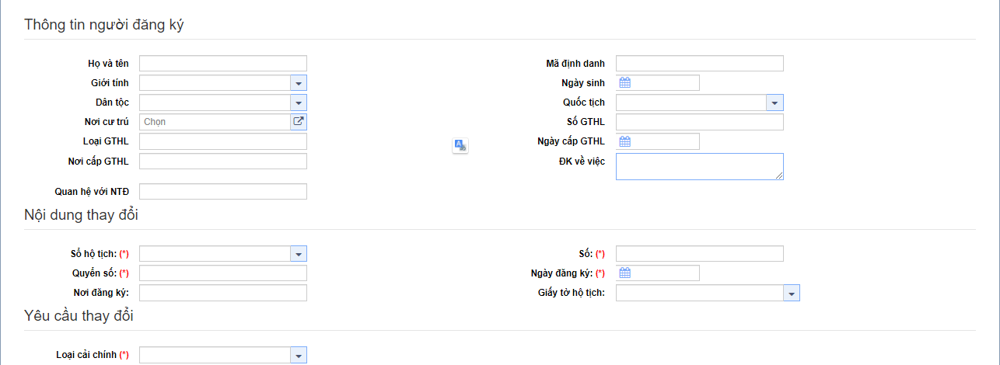 Thông tin người đăng ký
Họ và tên
Mã định danh
Giới tính
Ngày sinh
Dân tộc
Quốc tịch
Nơi cư trú Chọn
Số GTHL
Loại GTHL
Ngày cấp GTHL
Nơi cấp GTHL
ĐK về việc
Quan hệ với NTĐ
Nội dung thay đổi
Sổ hộ tịch: (*)
Số: (*)
Quyển số: (*)
Ngày đăng ký: (*)
Nơi đăng ký:
Giấy tờ hộ tịch:
Yêu cầu thay đổi
Loại cải chính (*)